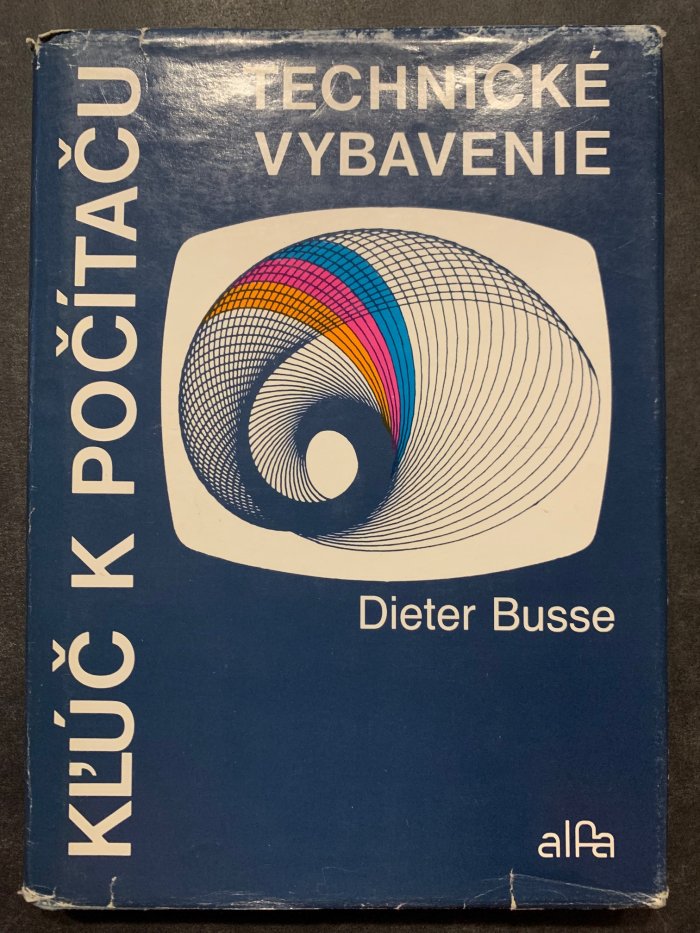 KĽÚČ K POČÍTAČU
TECHNICKÉ
VYBAVENIE
Dieter Busse
alfa